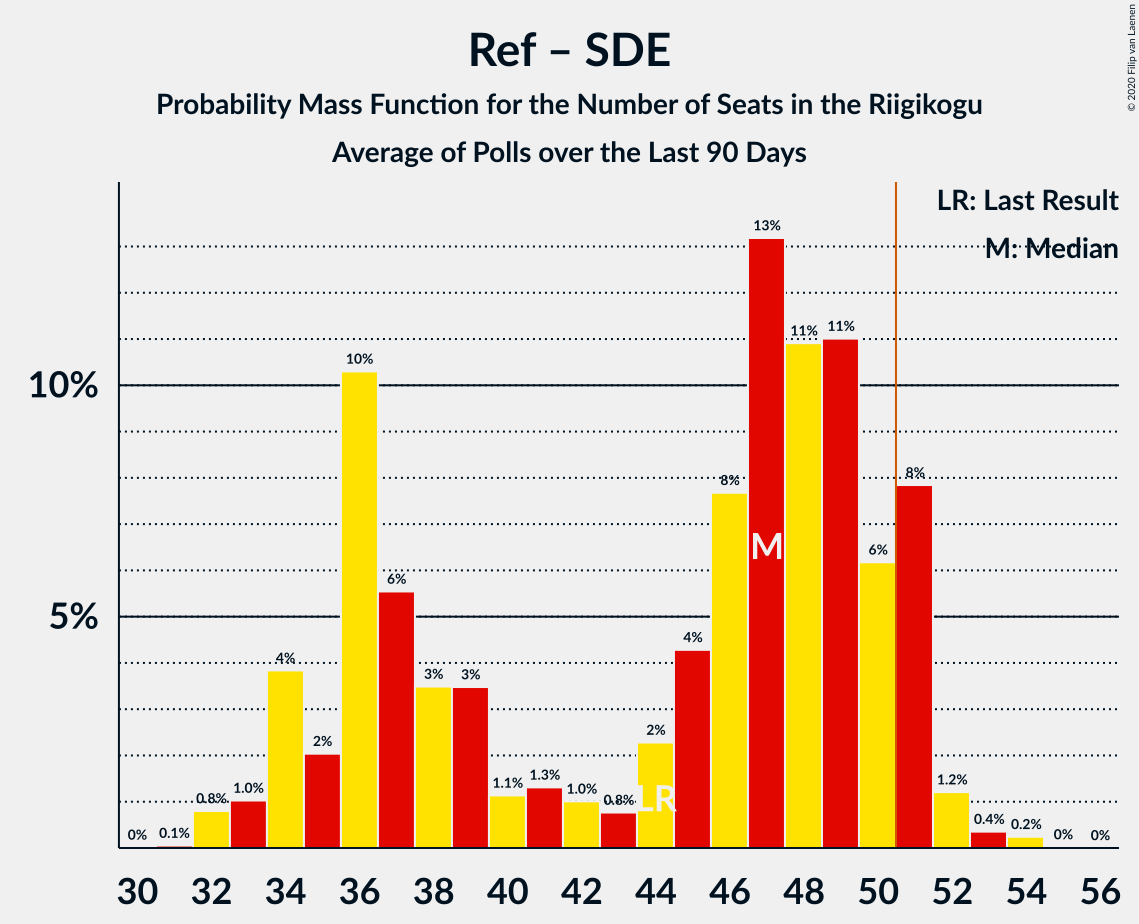 Ref – SDE
Probability Mass Function for the Number of Seats in the Riigikogu
Average of Polls over the Last 90 Days
© 2020 Filip van Laenen
LR: Last Result
M: Median
10%
5%
0% 0.1% 0.8% 1.0% 4% 2% 10% 6% 3% 3% 1.1% 1.3% 1.0% 0.8% 2% 4% 8% 13% 11% 11% 6% 8% 1.2% 0.4% 0.2% 0% 0%
M
LR
30 32 34 36 38 40 42 44 46 48 50 52 54 56